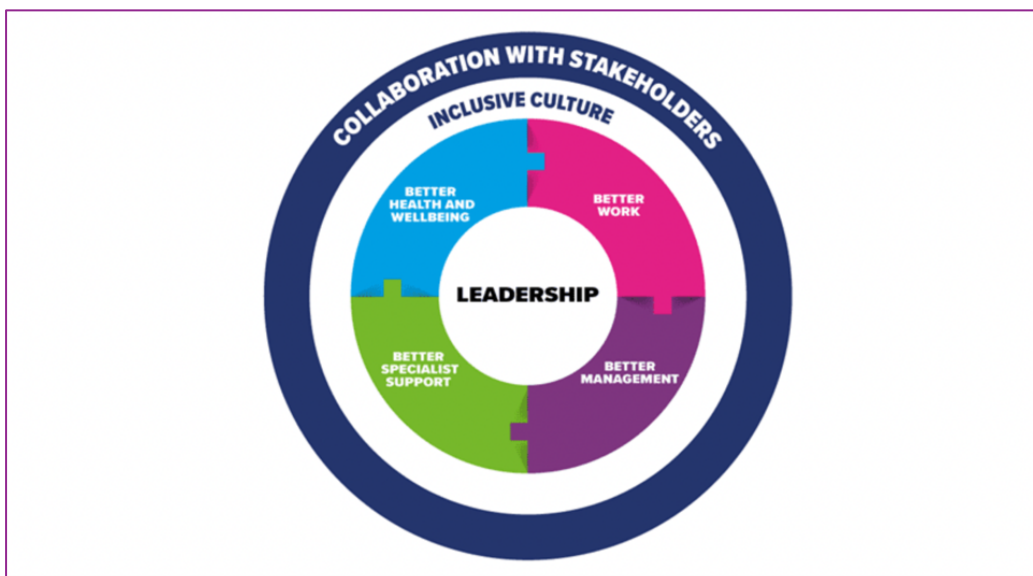 COLLABORATION WITH STAKEHOLDERS
INCLUSIVE CULTURE
BETTER
HEALTH AND
WELLBEING
BETTER
WORK
LEADERSHIP
BETTER
SPECIALIST
SUPPORT
BETTER
MANAGEMENT